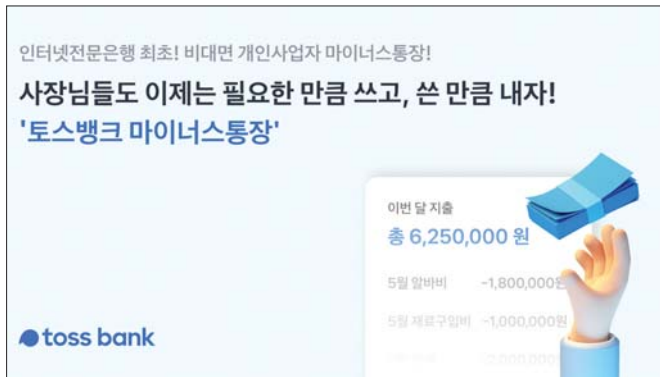 인터넷전문은행 최초! 비대면 개인사업자 마이너스통장!
사장님들도 이제는 필요한 만큼 쓰고, 쓴 만큼 내자!
'토스뱅크 마이너스통장'
이번 달 지출
총 6,250,000 원
5월 알바비 -1,800,000원
5월 재료구입비 -1,000,000원
toss bank